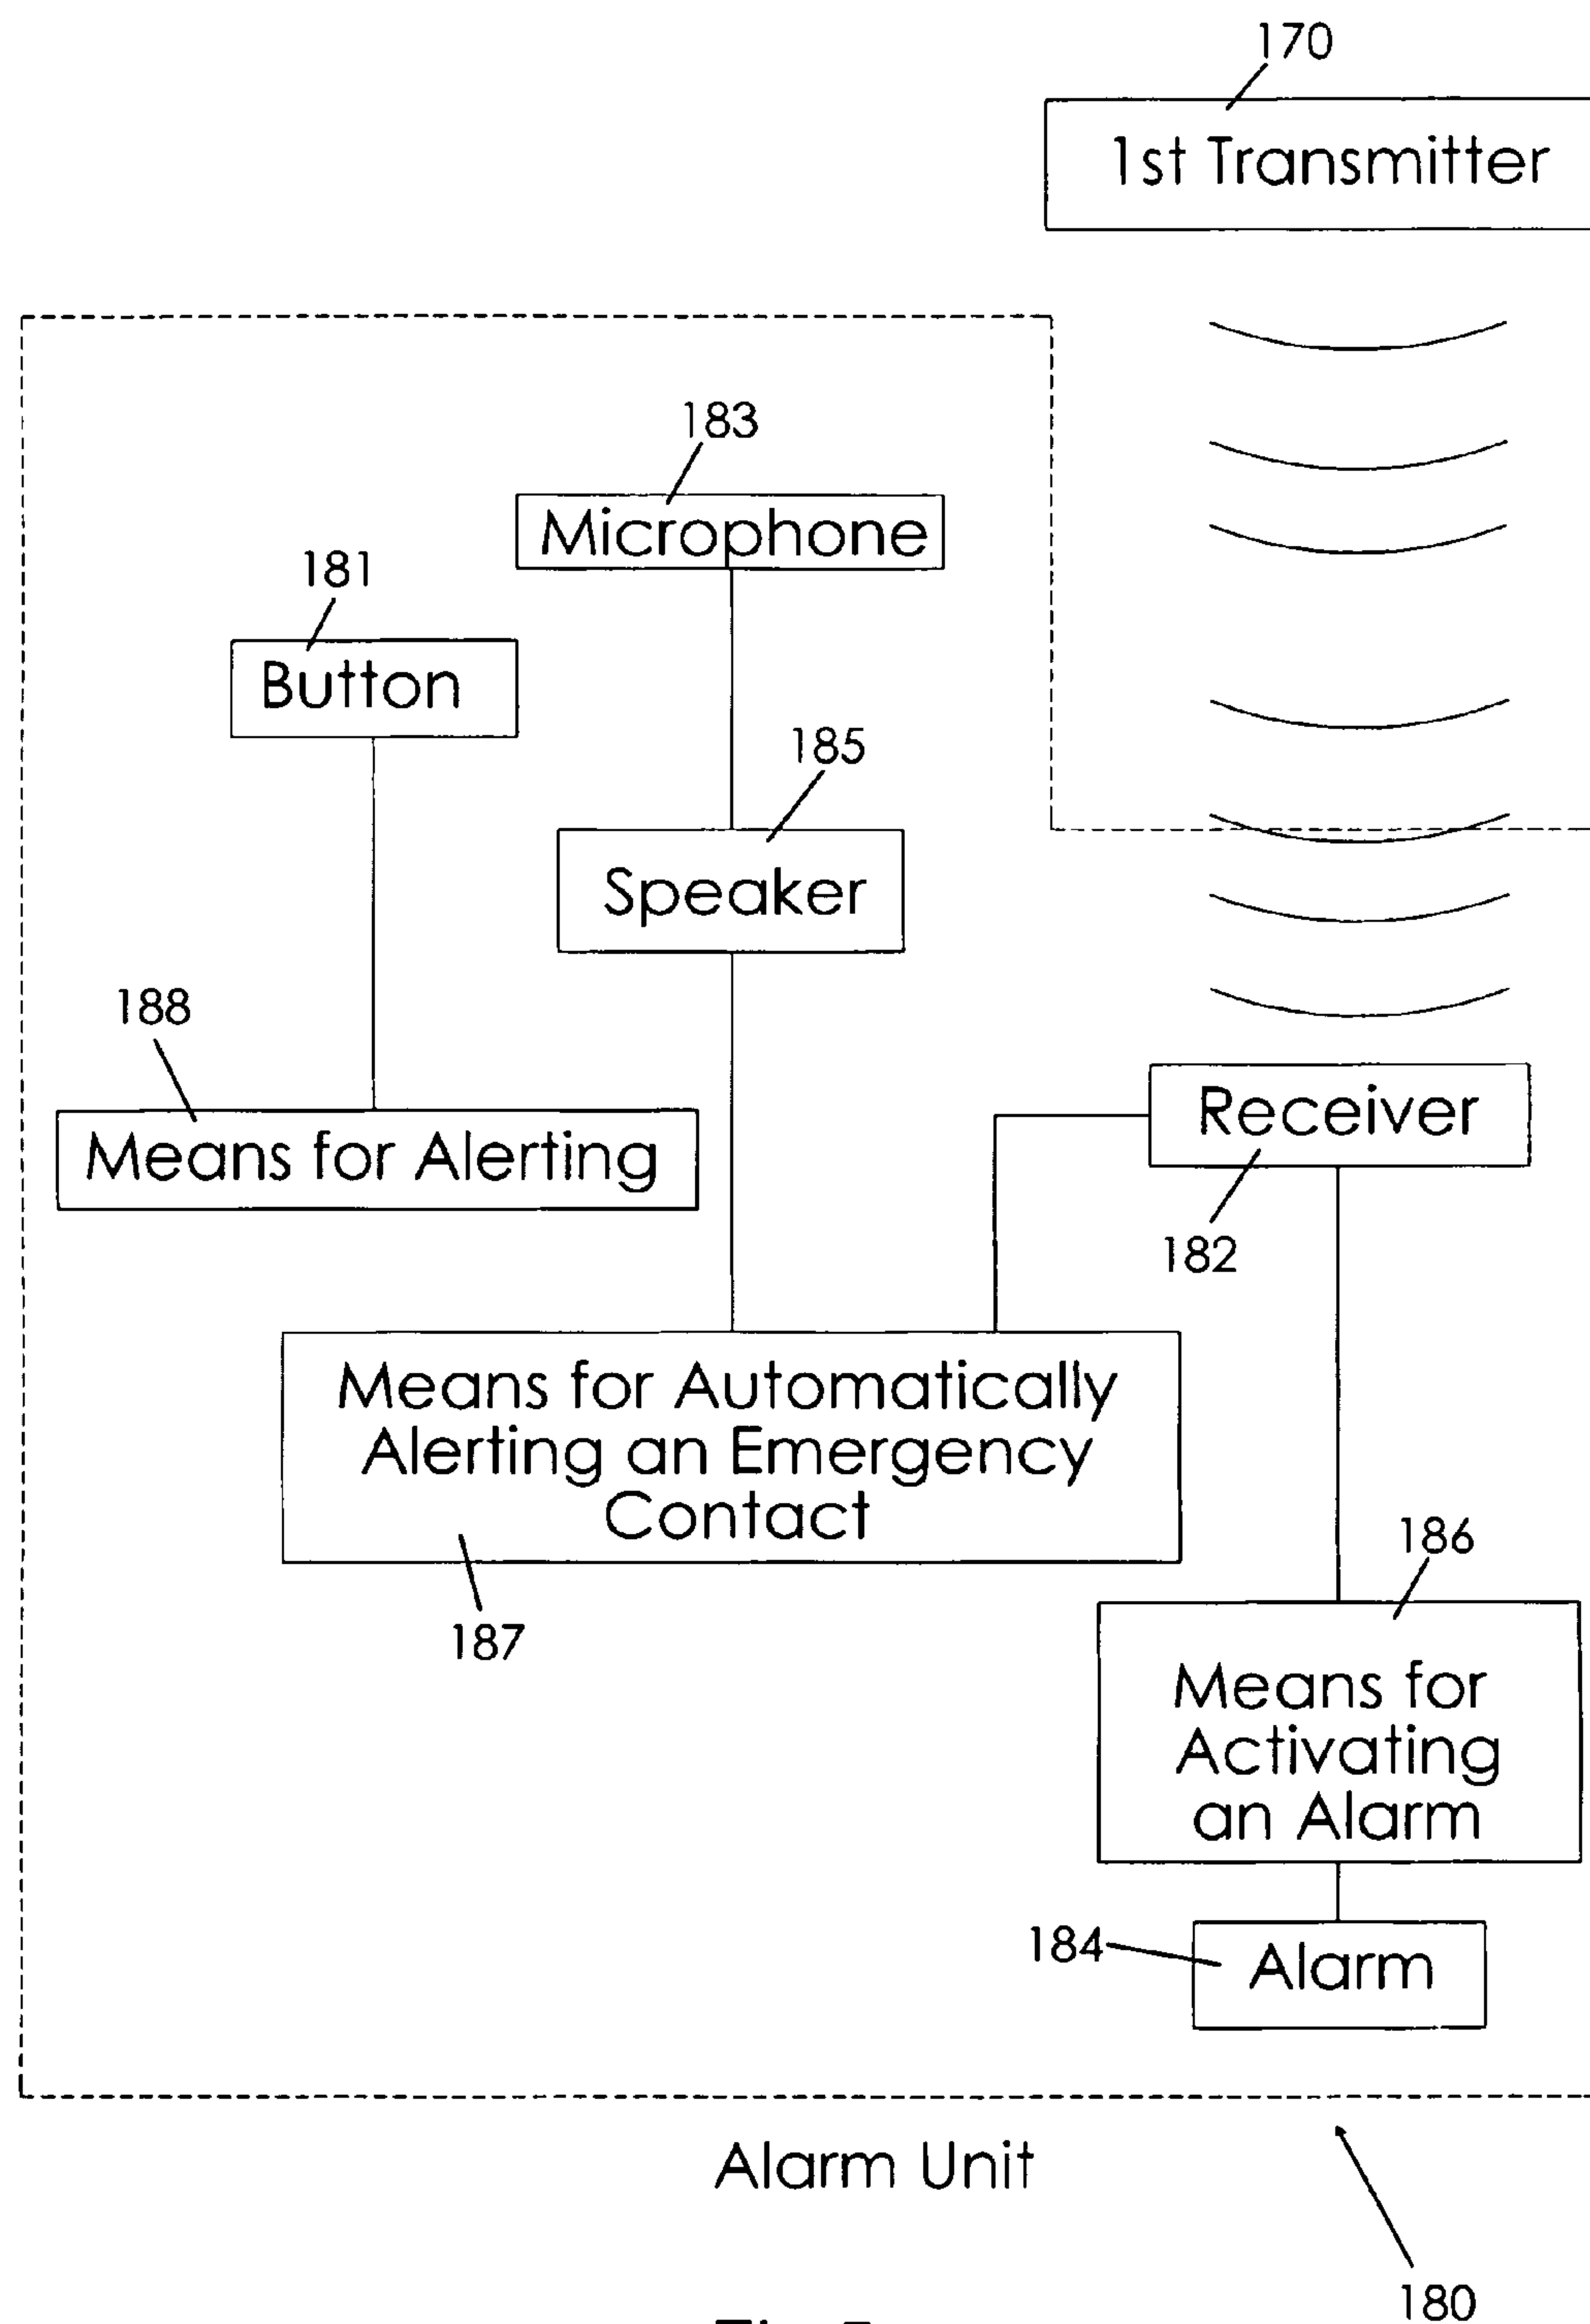 170
1st Transmitter
183
Microphone
181
Button
185
Speaker
188
Means for Alerting
Receiver
182
Means for Automatically
Alerting an Emergency
Contact
187
186
Means for
Activating
an Alarm
184
Alarm
Alarm Unit
180